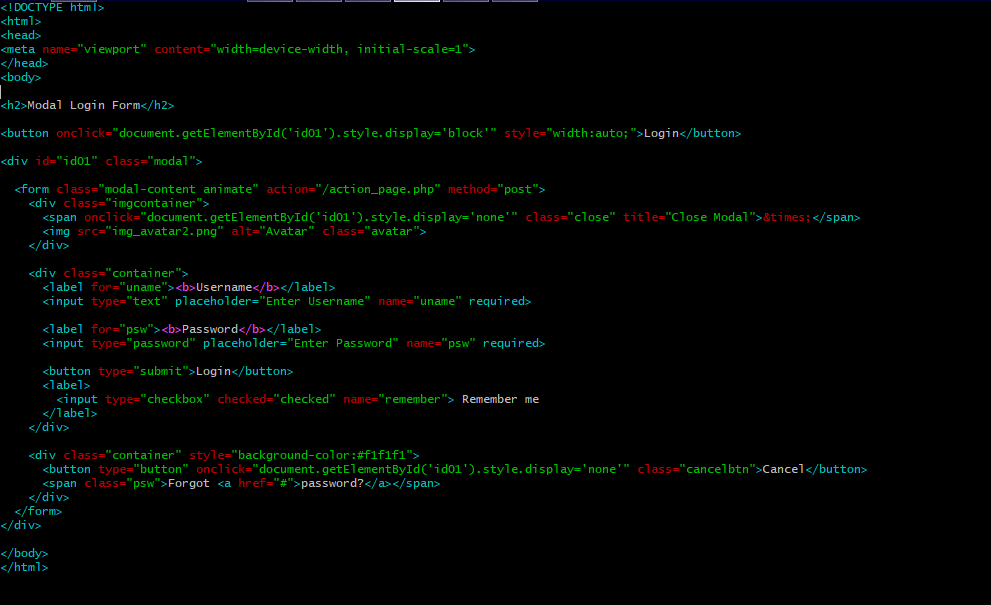 <!DOCTYPE html>
<html>
<head>
<meta name="viewport" content="width=device-width, initial-scale=1">
</head>
<body>
<h2>Modal Login Form</h2>
<button onclick="document.getElementById('id01').style.display='block'" style="width:auto;">Login</button>
<div id="id01" class="modal">
<form class="modal-content animate" action="/action_page.php" method="post">
<div class="imgcontainer">
<span onclick="document.getElementById('id01').style.display='none'" class="close" title="Close Modal">&times;</span>
<img src="img_avatar2.png" alt="Avatar" class="avatar">
</div>
<div class="container">
<label for="uname"><b>Username</b></label>
<input type="text" placeholder="Enter Username" name="uname" required>
<label for="psw"><b>Password</b></label>
<input type="password" placeholder="Enter Password" name="psw" required>
<button type="submit">Login</button>
<label>
<input type="checkbox" checked="checked" name="remember"> Remember me
</label>
</div>
<div class="container" style="background-color:#f1f1f1">
<button type="button" onclick="document.getElementById('id01').style.display='none'" class="cancelbtn">Cancel</button>
<span class="psw">Forgot <a href="#">password?</a></span>
</div>
</form>
</div>
</body>
</html>